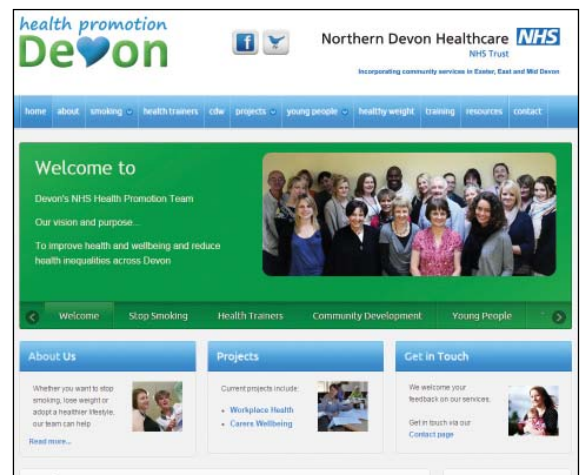 health promotion
Devon
Northern Devon Healthcare NHS
NHS Trust
Incorporating community services in Exeter, East and Mid Devon
home about smoking health trainers cdw projects young people healthy weight training resources contact
Welcome to
Devon's NHS Health Promotion Team
Our vision and purpose...
To improve health and wellbeing and reduce
health inequalities across Devon
Welcome Stop Smoking Health Trainers Community Development Young People
About Us
Whether you want to stop
smoking, lose weight or
adopt a healthier lifestyle,
our team can help
Read more...
Projects
Current projects include:
Workplace Health
Carers Wellbeing
Get in Touch
We welcome your
feedback on our services.
Get in touch via our
Contact page